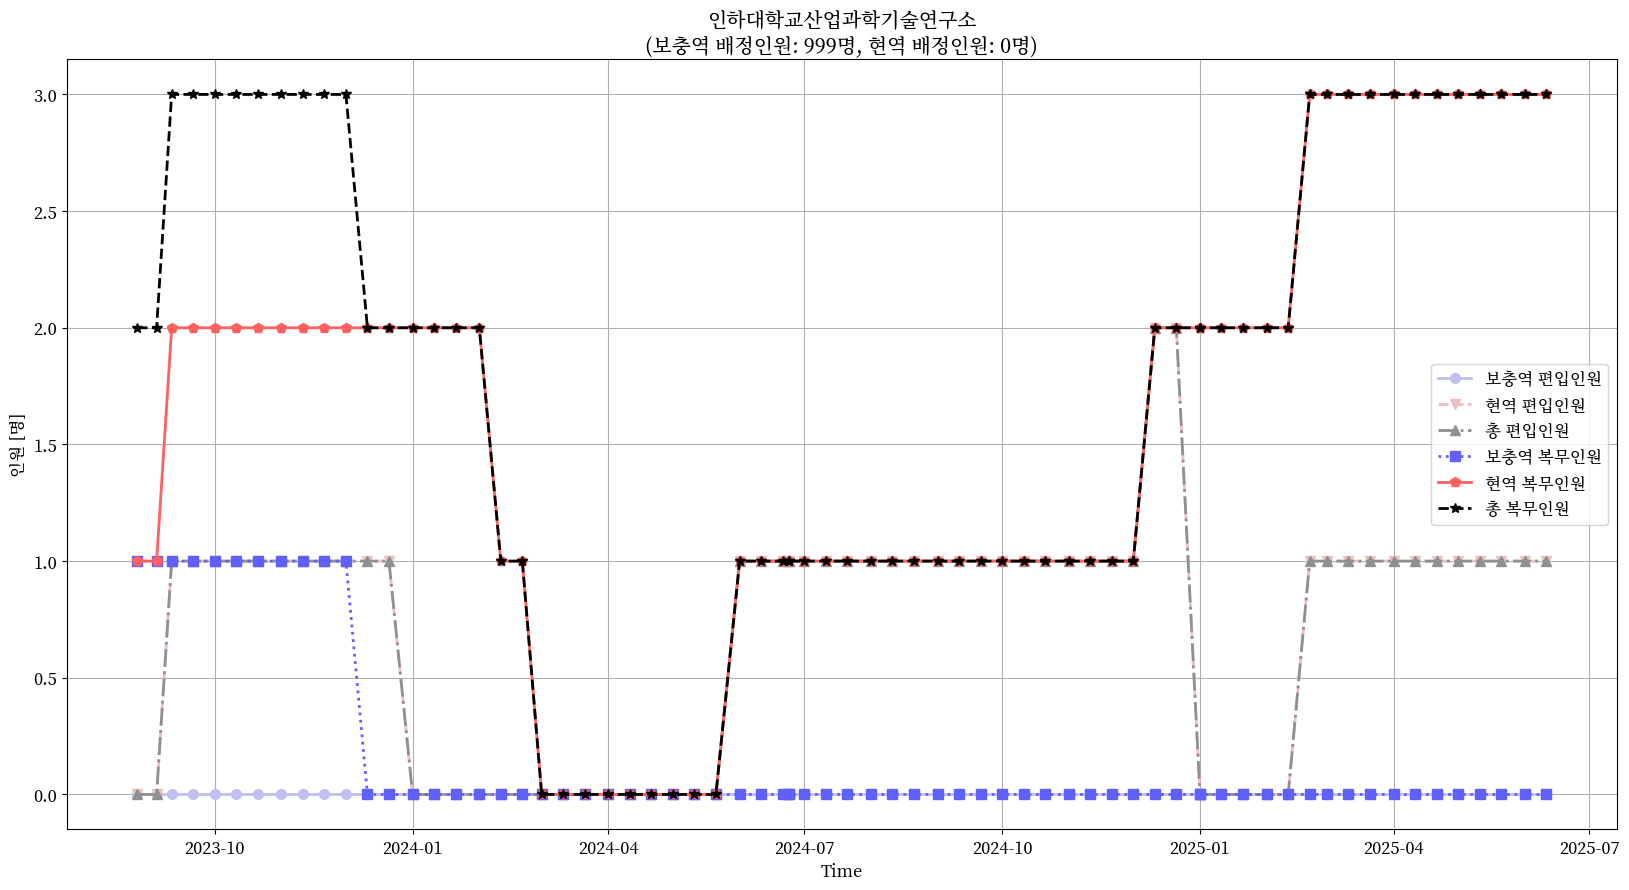 인하대학교산업과학기술연구소
(보충역 배정인원: 999명, 현역 배정인원: 0명)
3.0
2.5
2.0
1.5
1.0
0.5
0.0
인원 [명]
보충역 편입인원
현역 편입인원
총 편입인원
보충역 복무인원
현역 복무인원
총 복무인원
2023-10
2024-01
2024-04
2024-07
2024-10
2025-01
2025-04
2025-07
Time